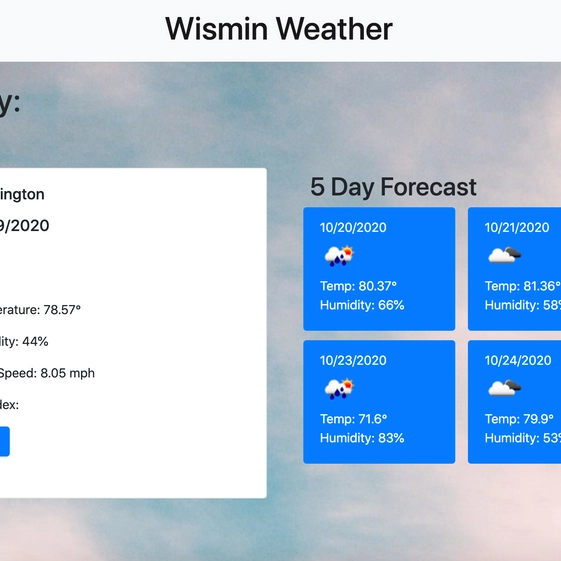 Wismin Weather
y:
ington
9/2020
erature: 78.57°
lity: 44%
Speed: 8.05 mph
dex:
5 Day Forecast
10/20/2020
Temp: 80.37°
Humidity: 66%
10/21/2020
Temp: 81.36°
Humidity: 58%
10/23/2020
Temp: 71.6°
Humidity: 83%
10/24/2020
Temp: 79.9°
Humidity: 53%